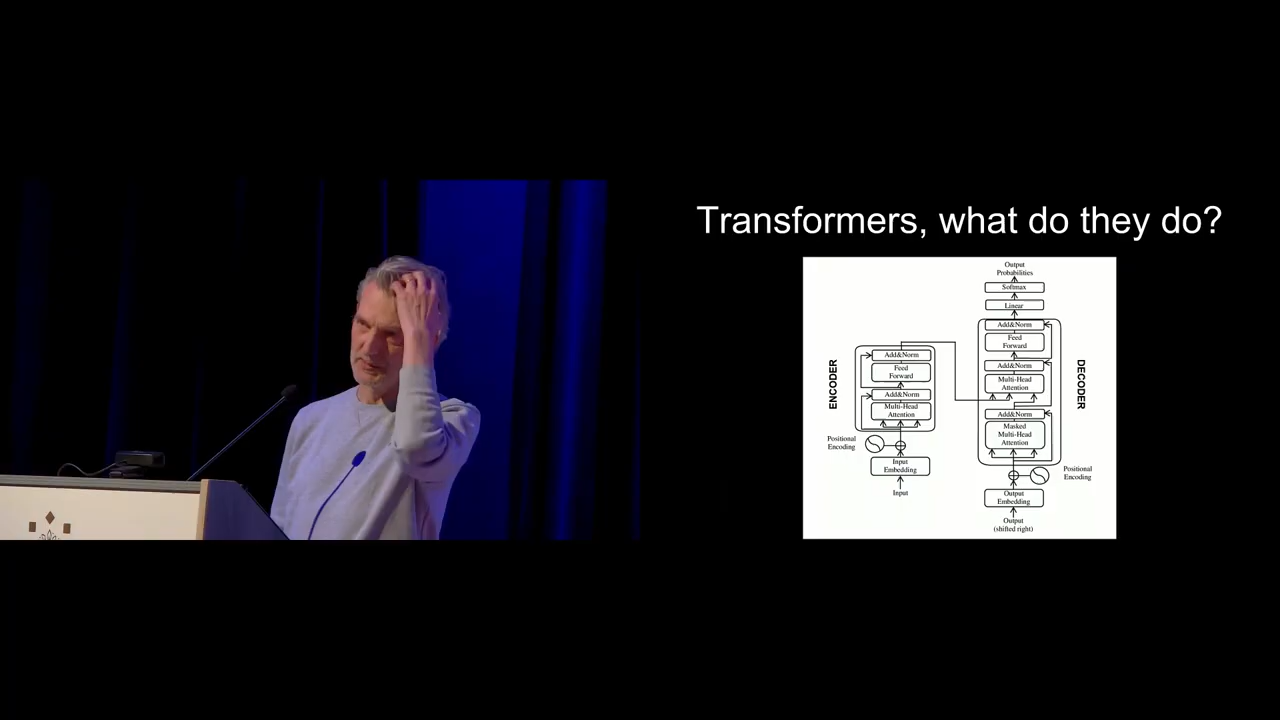 Transformers, what do they do?
Output
Probabilities
Softmax
Linear
Add&Norm
Feed
Forward
Add&Norm
Multi-Head
Attention
Add&Norm
Masked
Multi-Head
Attention
DECODER
Positional
Encoding
Output
Embedding
Output
(shifted right)
ENCODER
Add&Norm
Feed
Forward
Add&Norm
Multi-Head
Attention
Positional
Encoding
Input
Embedding
Input